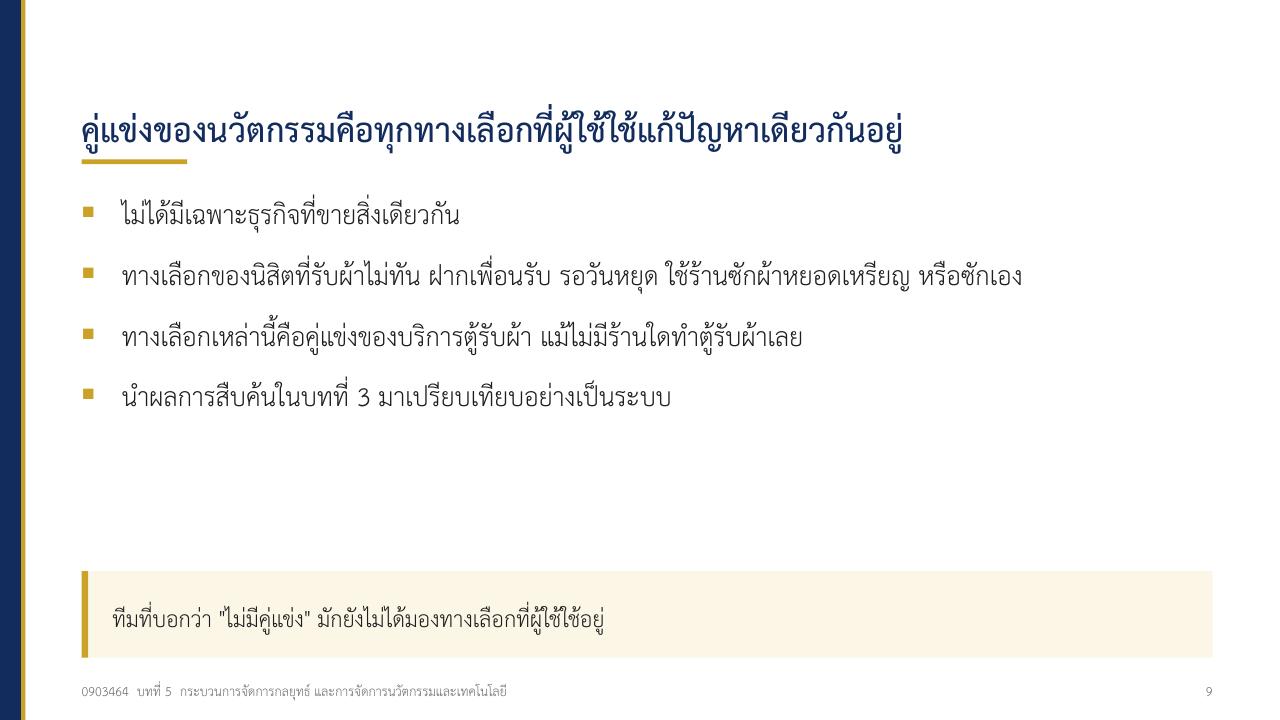 คู่แข่งของนวัตกรรมคือทุกทางเลือกที่ผู้ใช้ใช้แก้ปัญหาเดียวกันอยู่
ไม่ได้มีเฉพาะธุรกิจที่ขายสิ่งเดียวกัน
ทางเลือกของนิสิตที่รับผ้าไม่ทัน ฝากเพื่อนรับ รอวันหยุด ใช้ร้านซักผ้าหยอดเหรียญ หรือซักเอง
ทางเลือกเหล่านี้คือคู่แข่งของบริการตู้รับผ้า แม้ไม่มีร้านใดทำตู้รับผ้าเลย
นำผลการสืบค้นในบทที่ 3 มาเปรียบเทียบอย่างเป็นระบบ
ทีมที่บอกว่า "ไม่มีคู่แข่ง" มักยังไม่ได้มองทางเลือกที่ผู้ใช้ใช้อยู่
0903464 บทที่ 5 กระบวนการจัดการกลยุทธ์ และการจัดการนวัตกรรมและเทคโนโลยี
9